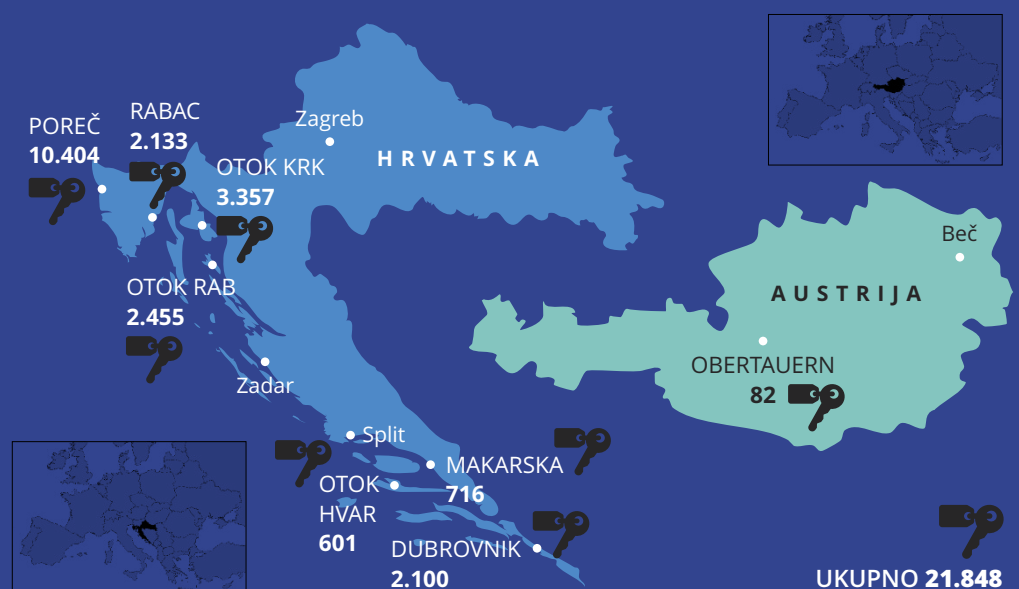 POREČ
10.404
RABAC
2.133
Zagreb
HRVATSKA
OTOK KRK
3.357
OTOK RAB
2.455
Zadar
Split
MAKARSKA
716
OTOK
HVAR
601
DUBROVNIK
2.100
Beč
AUSTRIJA
OBERTAUERN
82
UKUPNO 21.848